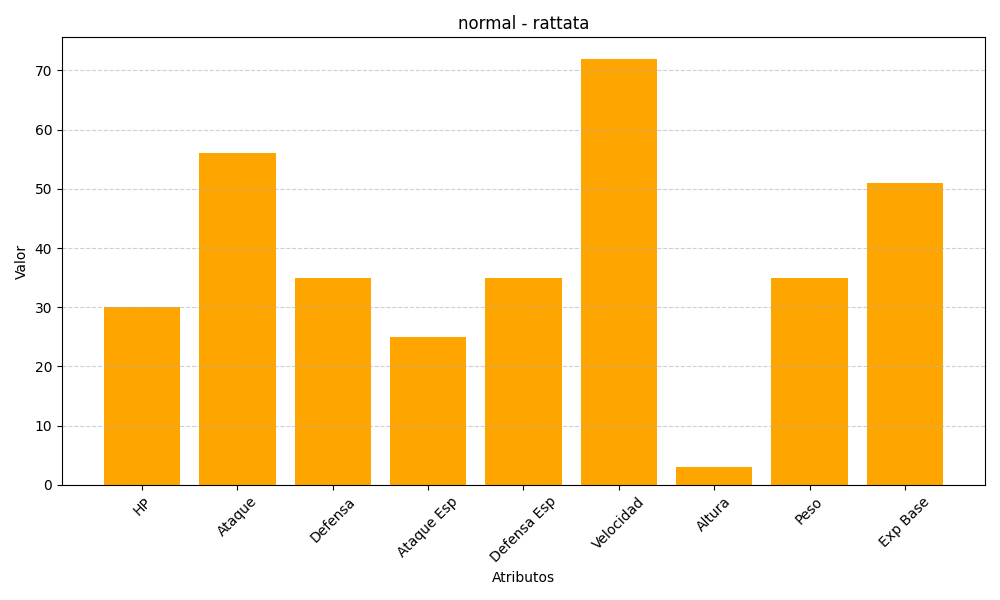 normal - rattata
Valor
70
60
50
40
30
20
10
0
HP
Ataque
Defensa
Ataque Esp
Defensa Esp
Velocidad
Altura
Peso
Exp Base
Atributos